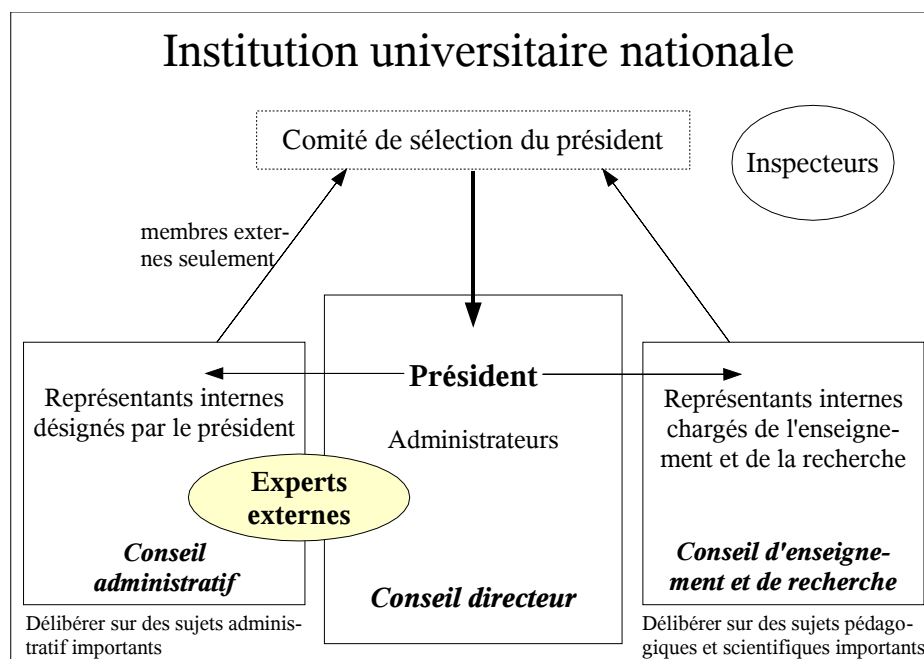 Institution universitaire nationale
Comité de sélection du président
Inspecteurs
membres exter-
nes seulement
Président
Administrateurs
Représentants internes
désignés par le président
Experts
externes
Conseil
administratif
Conseil directeur
Représentants internes
chargés de l'enseigne-
ment et de la recherche
Conseil d'enseigne-
ment et de recherche
Délibérer sur des sujets adminis-
tratif importants
Délibérer sur des sujets pédago-
giques et scientifiques importants